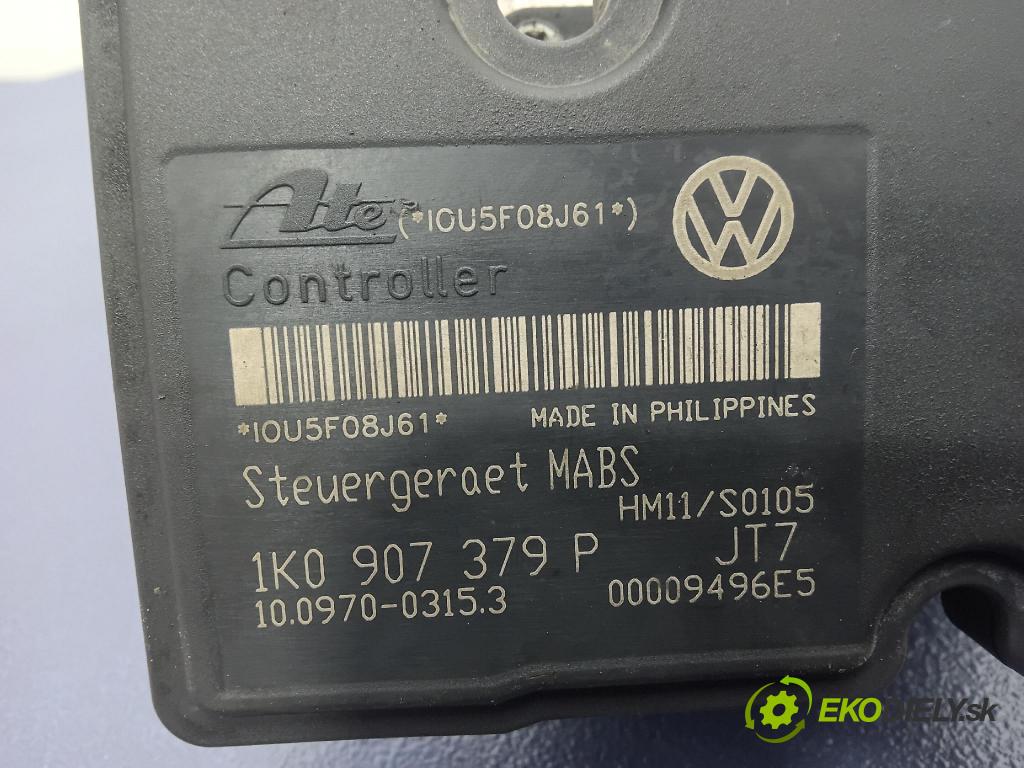 Ate (*IOU5F08J61*)
Controller
*IOU5F08J61* MADE IN PHILIPPINES
Steuergeraet MABS
HM11/S0105
1K0 907 379 P JT7
10.0970-0315.3 00009496E5
EKODIELY.sk